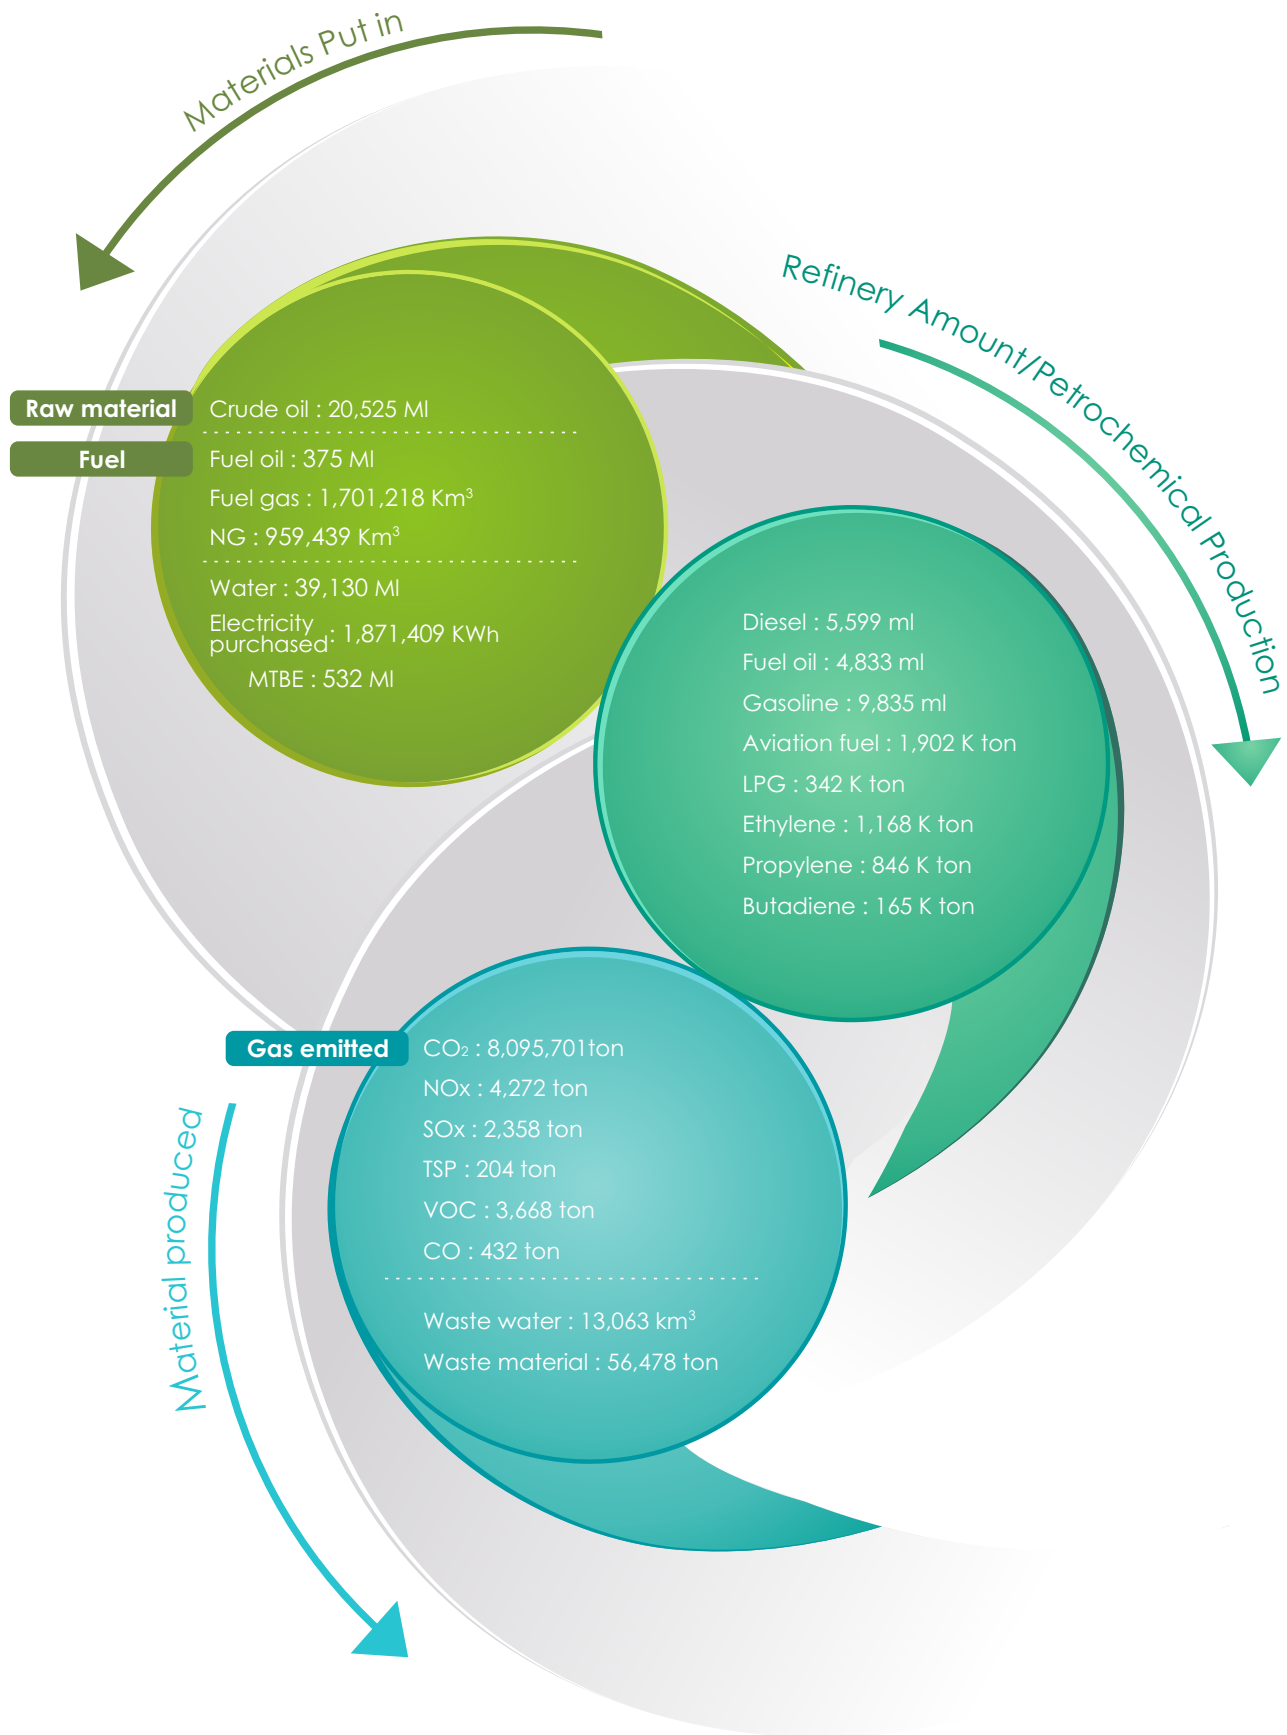 Materials Put in
Raw material
Crude oil : 20,525 Ml
Fuel
Fuel oil : 375 Ml
Fuel gas : 1,701,218 Km³
NG : 959,439 Km³
Water : 39,130 Ml
Electricity
purchased : 1,871,409 KWh
MTBE : 532 Ml
Refinery Amount/Petrochemical Production
Diesel : 5,599 ml
Fuel oil : 4,833 ml
Gasoline : 9,835 ml
Aviation fuel : 1,902 K ton
LPG : 342 K ton
Ethylene : 1,168 K ton
Propylene : 846 K ton
Butadiene : 165 K ton
Material produced
Gas emitted
CO₂ : 8,095,701ton
NOx : 4,272 ton
SOx : 2,358 ton
TSP : 204 ton
VOC : 3,668 ton
CO : 432 ton
Waste water : 13,063 km³
Waste material : 56,478 ton